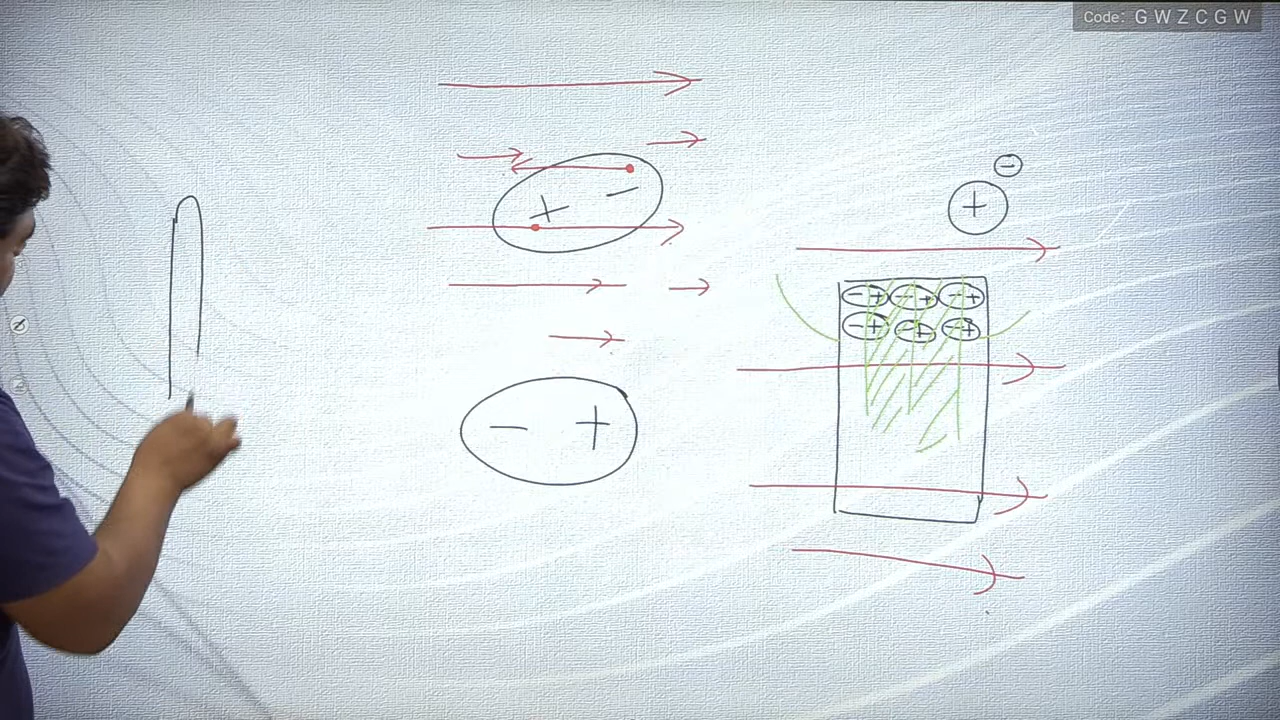 Code: G W Z C G W
−
+
+ −
− + − + − +
− + − + − +
− +